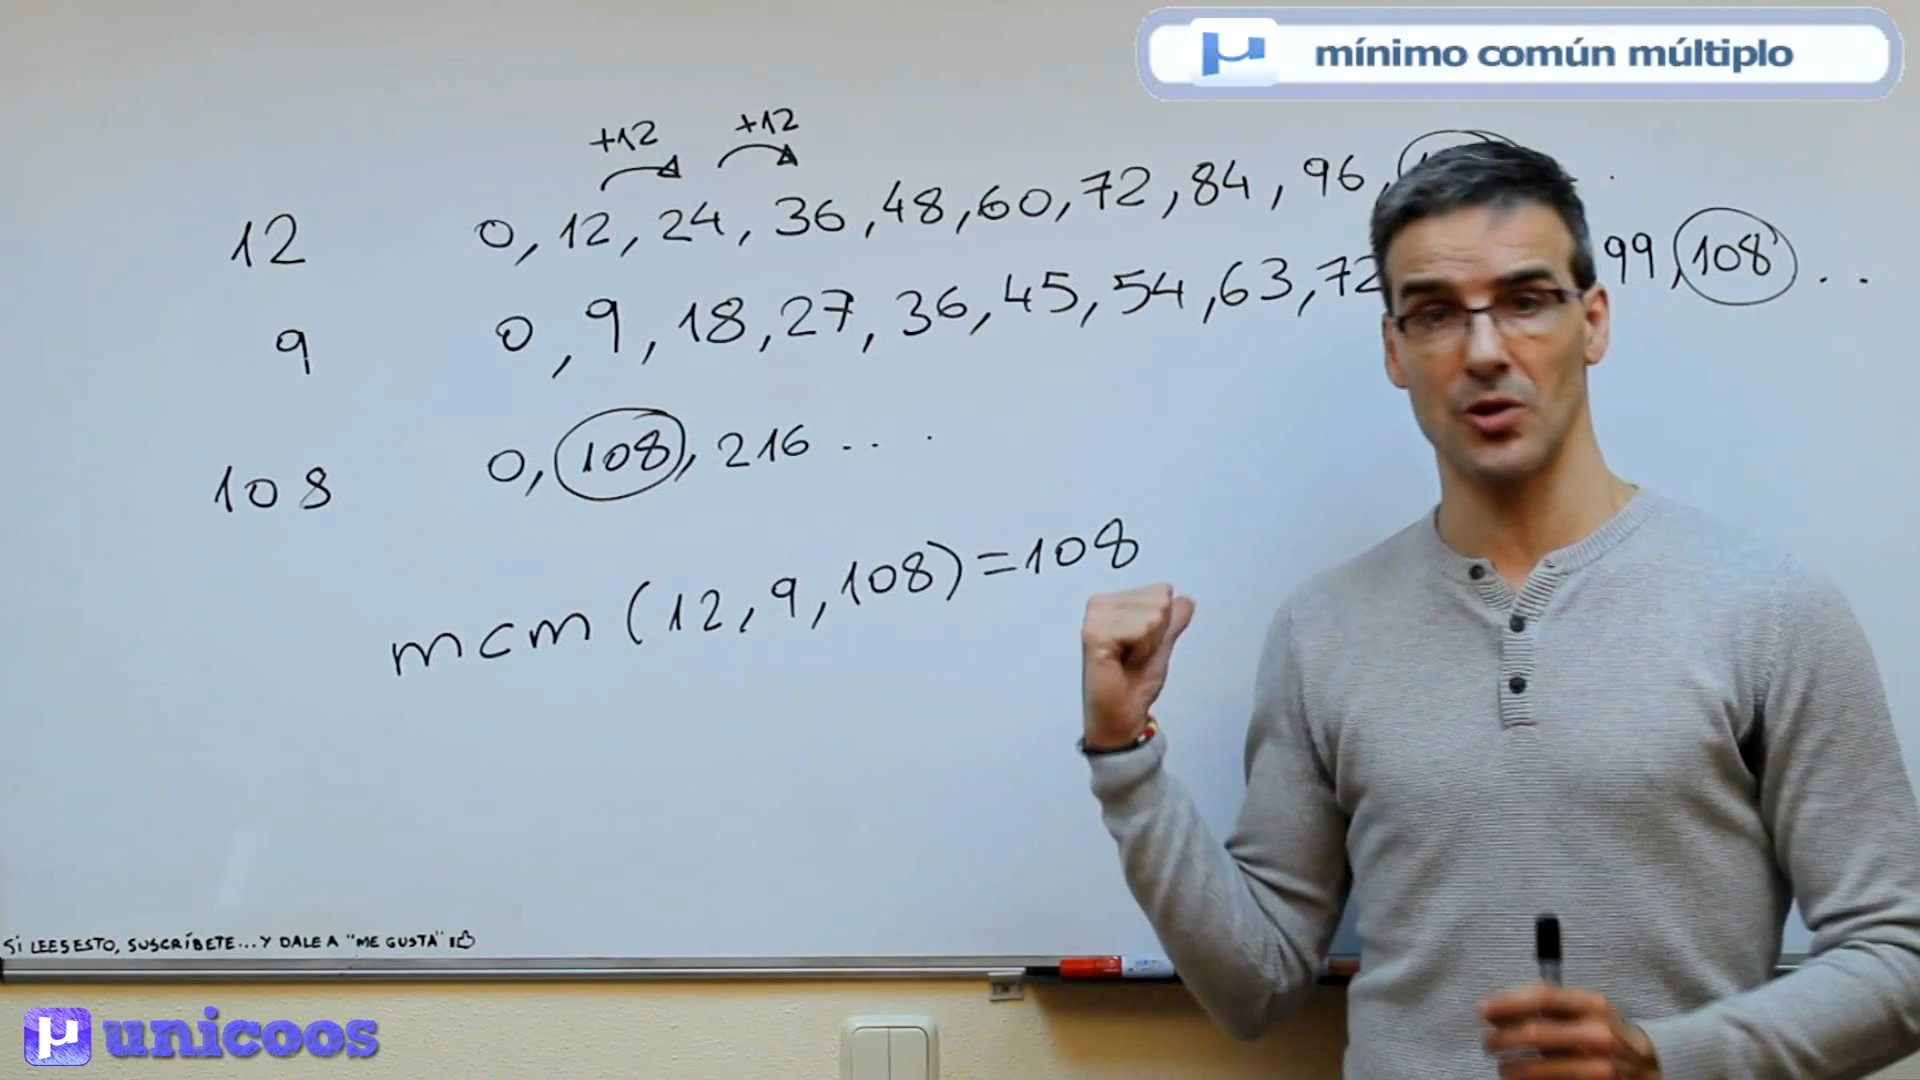 mínimo común múltiplo
+12 +12
12 0, 12, 24, 36, 48, 60, 72, 84, 96,
9 0, 9, 18, 27, 36, 45, 54, 63, 72 99, 108, ..
108 0, 108, 216 ...
mcm (12, 9, 108) = 108
SI LEES ESTO, SUSCRÍBETE... Y DALE A "ME GUSTA"
µ unicoos